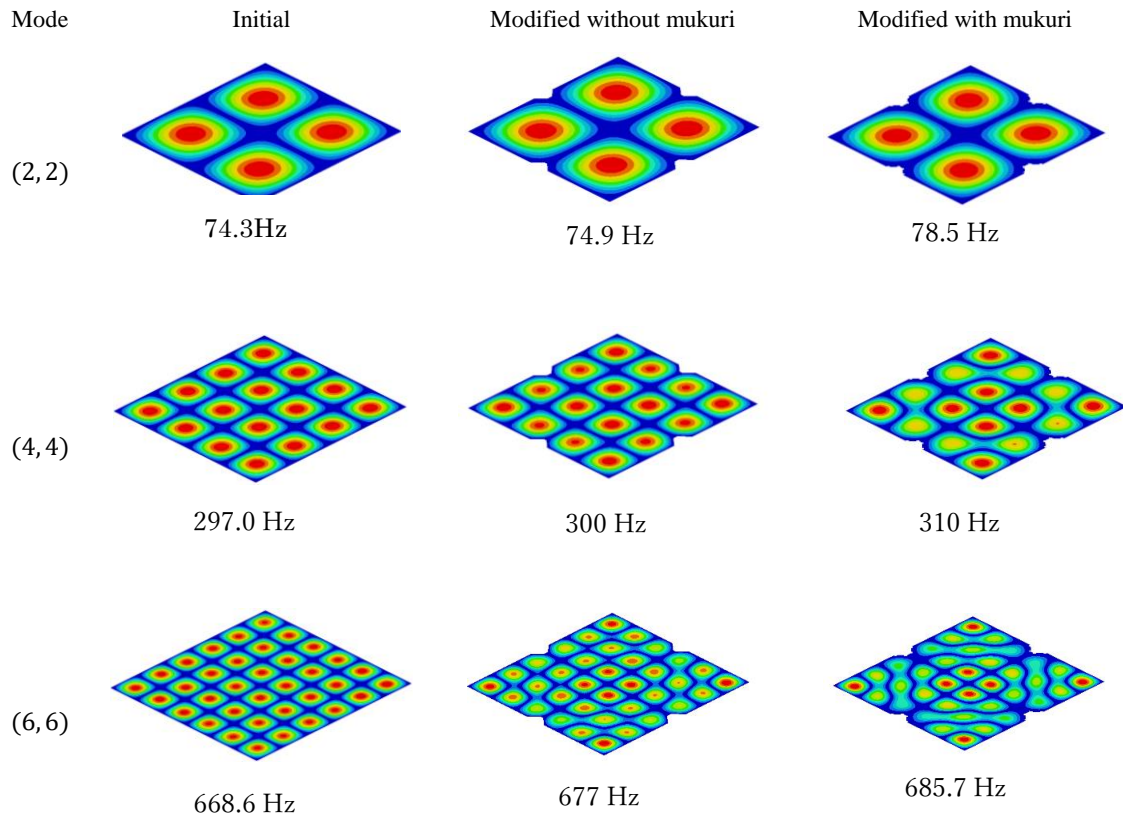 Mode Initial Modified without mukuri Modified with mukuri
(2, 2)
74.3Hz 74.9 Hz 78.5 Hz
(4, 4)
297.0 Hz 300 Hz 310 Hz
(6, 6)
668.6 Hz 677 Hz 685.7 Hz